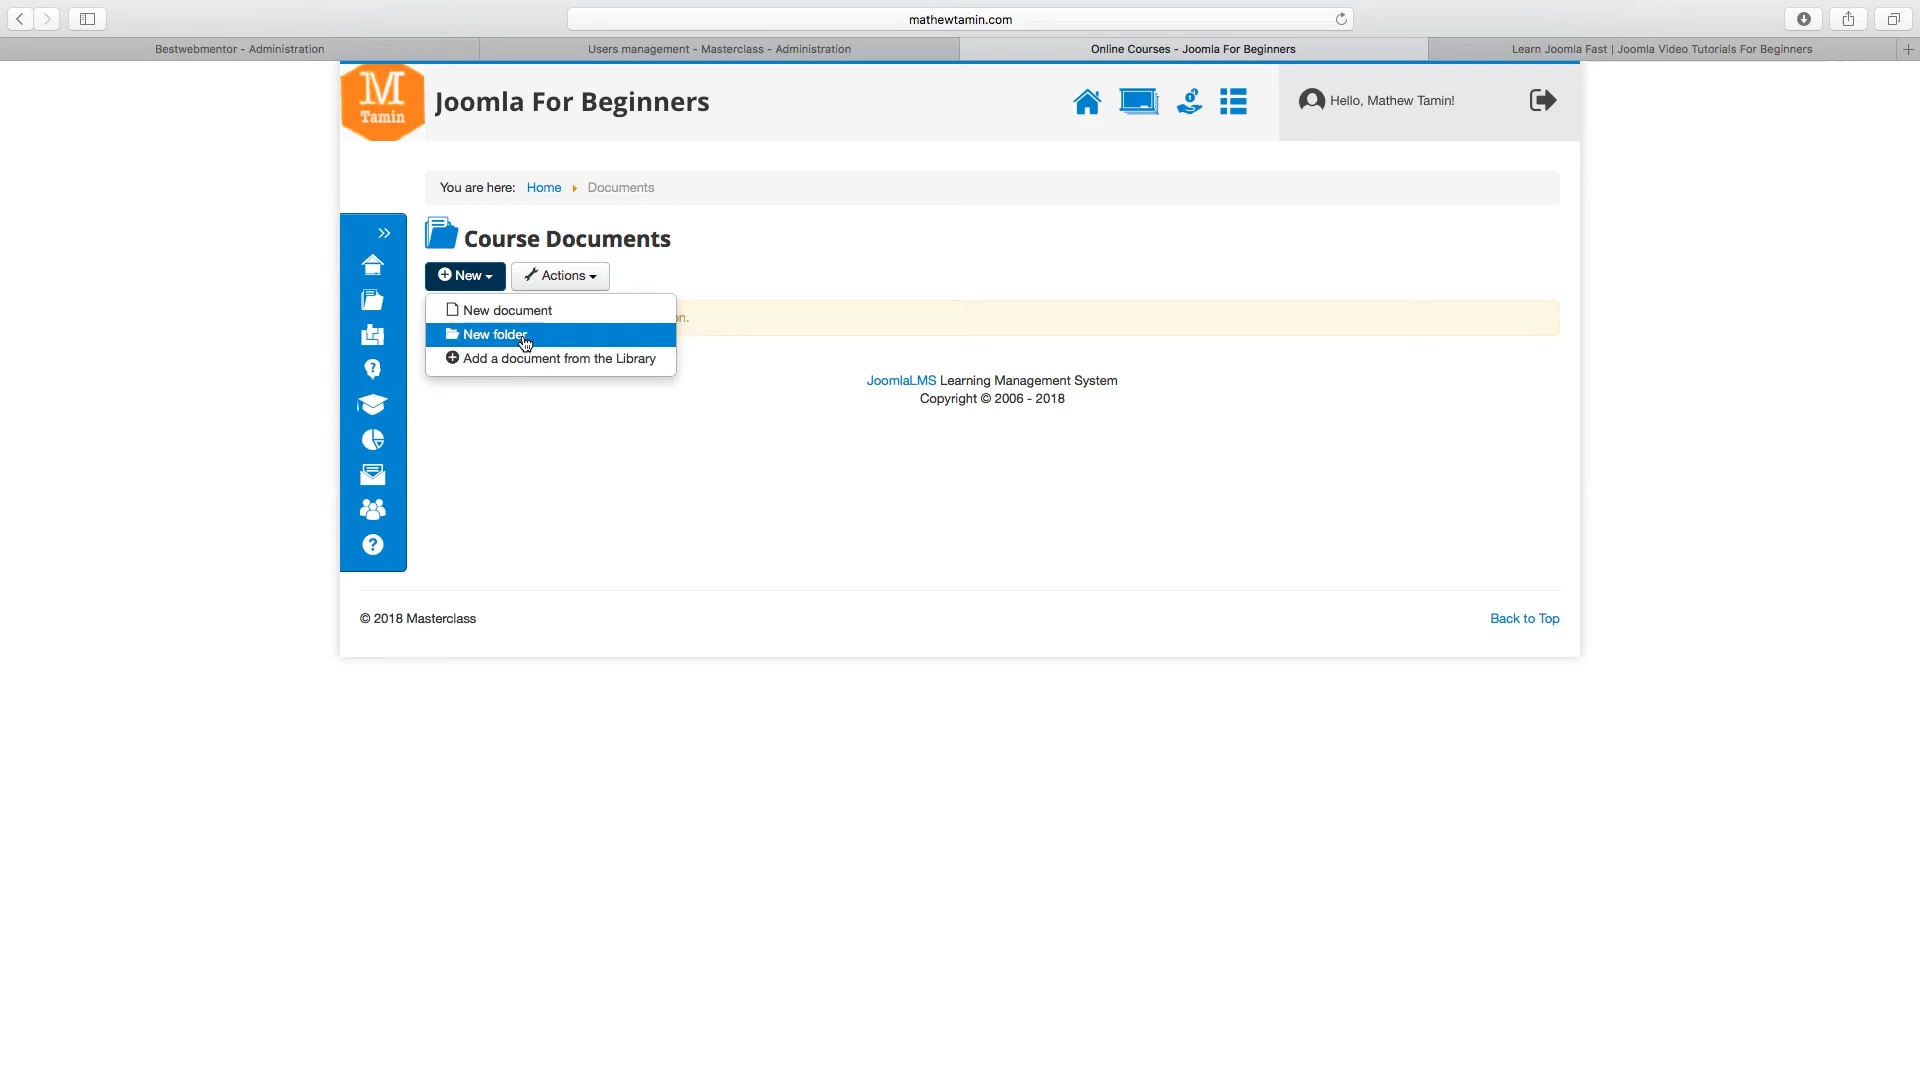 mathewtamin.com
Bestwebmentor - Administration
Users management - Masterclass - Administration
Online Courses - Joomla For Beginners
Learn Joomla Fast | Joomla Video Tutorials For Beginners
M
Tamin
Joomla For Beginners
Hello, Mathew Tamin!
You are here: Home Documents
Course Documents
New
Actions
New document
on.
New folder
Add a document from the Library
JoomlaLMS Learning Management System
Copyright © 2006 - 2018
© 2018 Masterclass
Back to Top